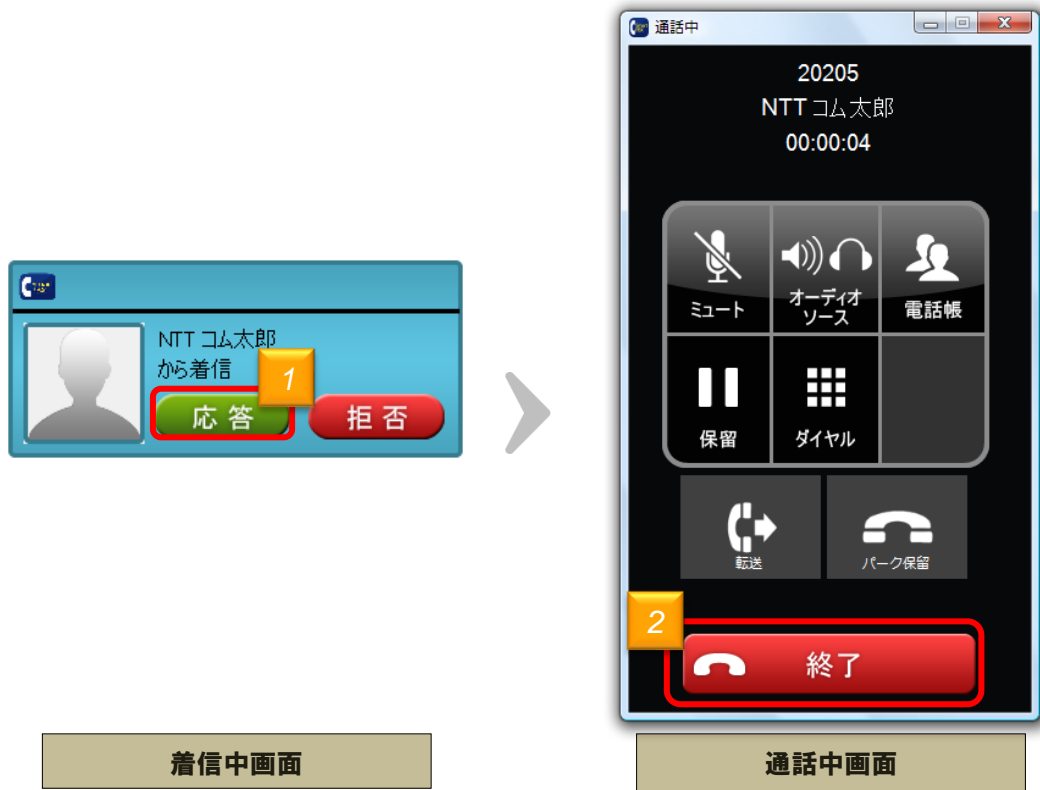 NTT コム太郎
から着信
1
応答
拒否
着信中画面
通話中
20205
NTT コム太郎
00:00:04
ミュート
オーディオ
ソース
電話帳
保留
ダイヤル
転送
パーク保留
2
終了
通話中画面